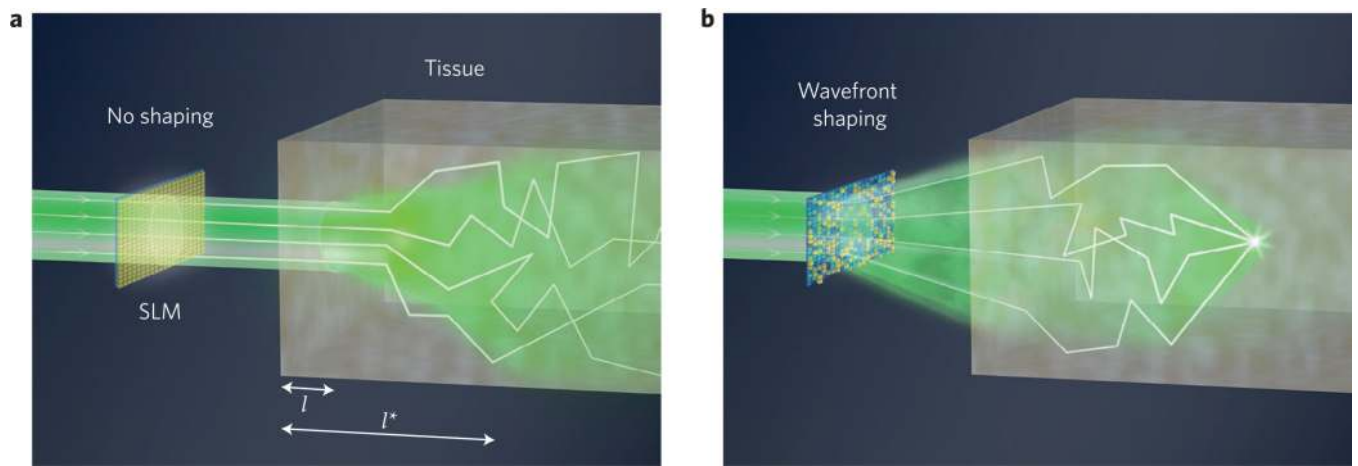 a
Tissue
No shaping
SLM
l
l*
b
Wavefront
shaping